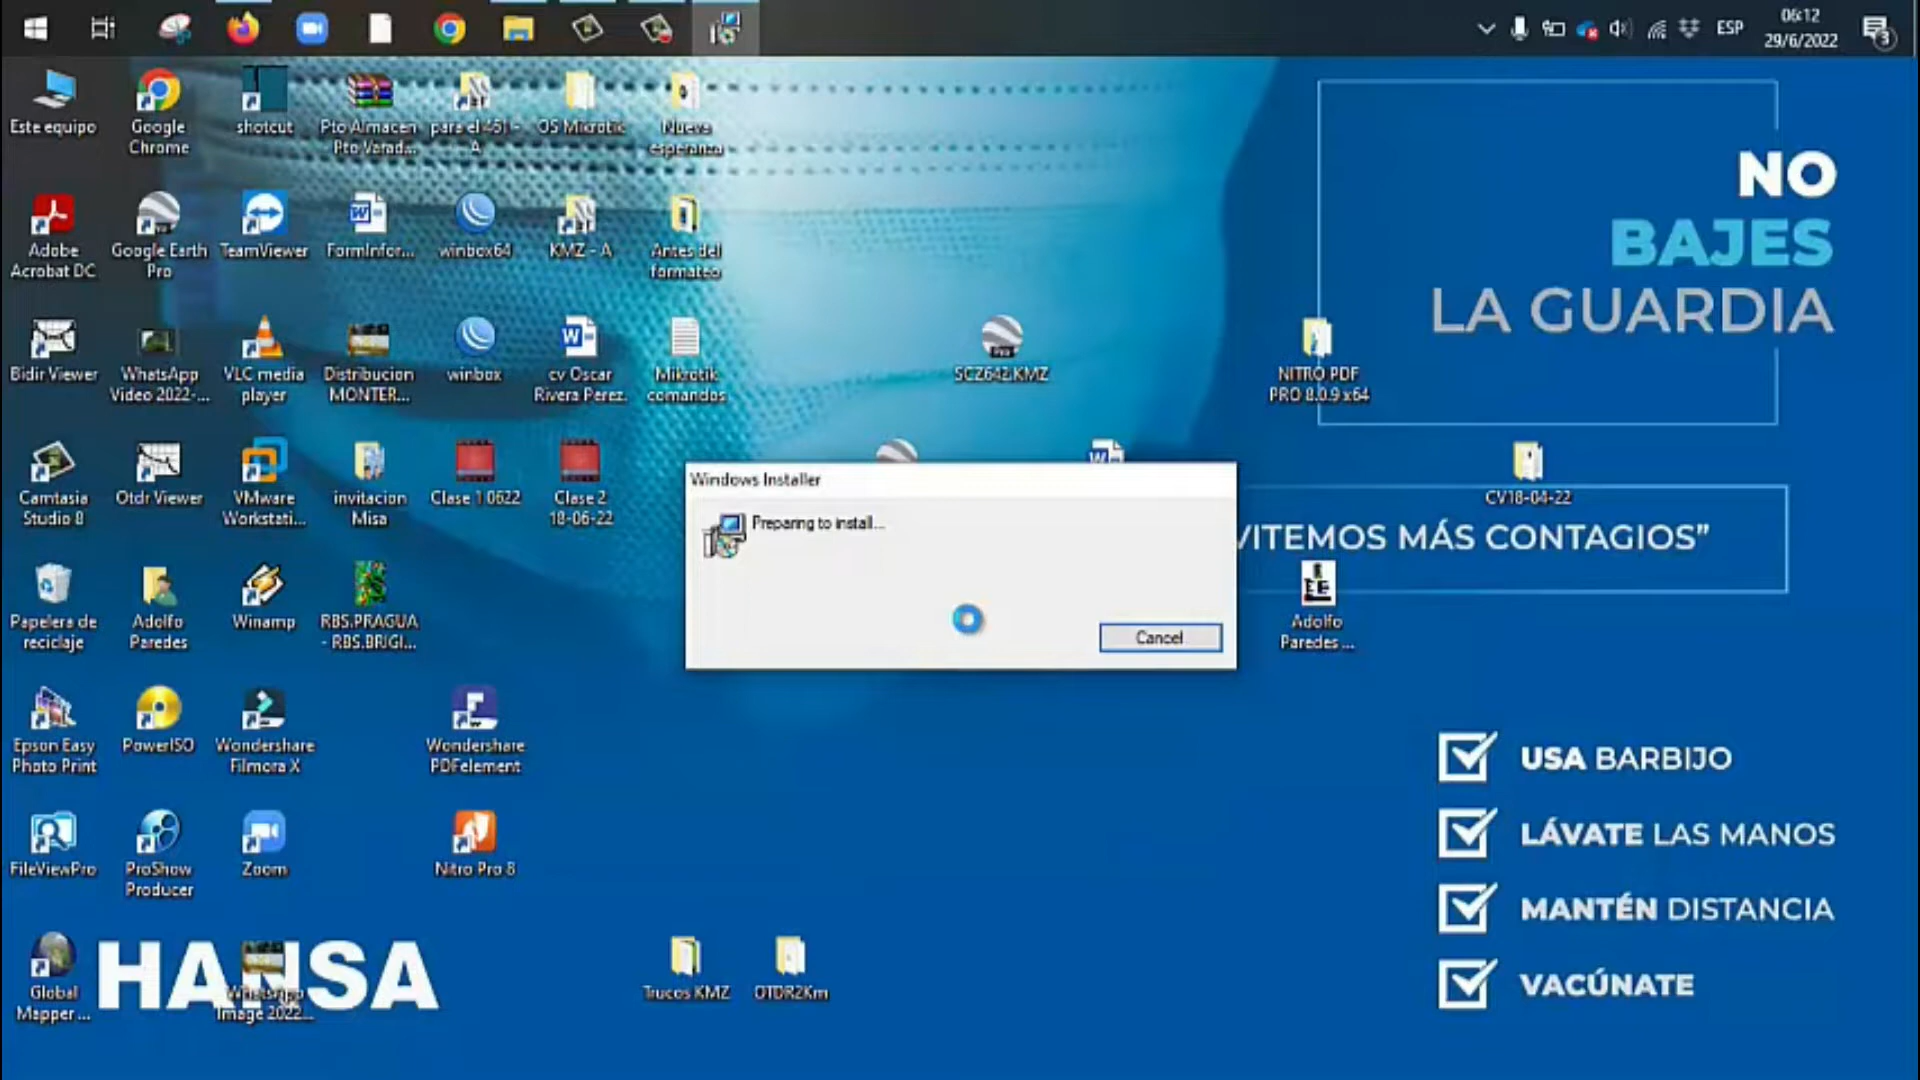 ESP
06:12
29/6/2022
3
Este equipo
Google
Chrome
shotcut
Pto Almacen
- Pto Varad...
para el 451 -
A
OS Mikrotik
Nueva
esperanza
NO
BAJES
LA GUARDIA
Adobe
Acrobat DC
Google Earth
Pro
TeamViewer
FormInfor...
winbox64
KMZ - A
Antes del
formateo
Bidir Viewer
WhatsApp
Video 2022-...
VLC media
player
Distribucion
MONTER...
winbox
cv Oscar
Rivera Perez.
Mikrotik
comandos
SCZ642.KMZ
NITRO PDF
PRO 8.0.9 x64
Camtasia
Studio 8
Otdr Viewer
VMware
Workstati...
invitacion
Misa
Clase 1 0622
Clase 2
18-06-22
Windows Installer
Preparing to install...
Cancel
CV18-04-22
VITEMOS MÁS CONTAGIOS”
Papelera de
reciclaje
Adolfo
Paredes
Winamp
RBS.PRAGUA
- RBS.BRIGI...
Adolfo
Paredes ...
Epson Easy
Photo Print
PowerISO
Wondershare
Filmora X
Wondershare
PDFelement
USA BARBIJO
LÁVATE LAS MANOS
MANTÉN DISTANCIA
VACÚNATE
FileViewPro
ProShow
Producer
Zoom
Nitro Pro 8
Global
Mapper ...
HANSA
WhatsApp
Image 2022...
Trucos KMZ
OTDR2Km